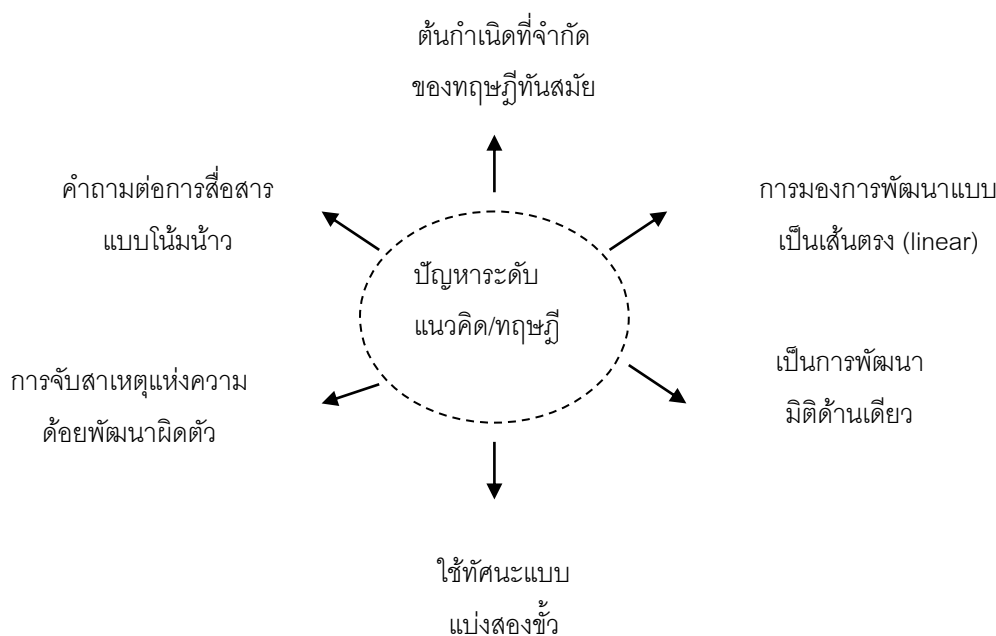 ต้นกำเนิดที่จำกัด
ของทฤษฎีทันสมัย
คำถามต่อการสื่อสาร
แบบโน้มน้าว
การมองการพัฒนาแบบ
เป็นเส้นตรง (linear)
ปัญหาระดับ
แนวคิด/ทฤษฎี
การจับสาเหตุแห่งความ
ด้อยพัฒนาผิดตัว
เป็นการพัฒนา
มิติด้านเดียว
ใช้ทัศนะแบบ
แบ่งสองขั้ว